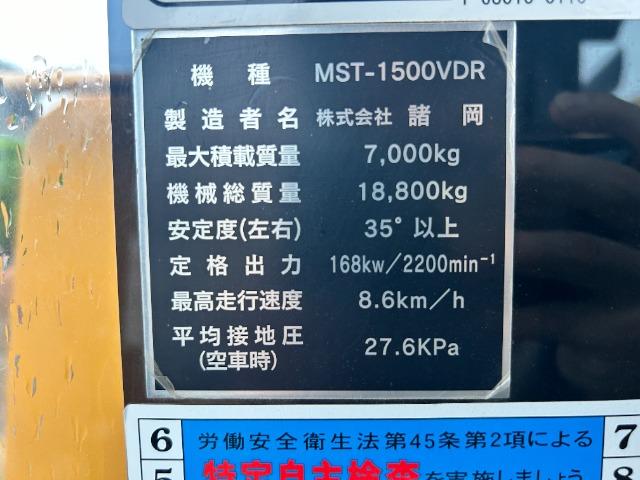 機種 MST-1500VDR
製造者名 株式会社 諸岡
最大積載質量 7,000kg
機械総質量 18,800kg
安定度(左右) 35°以上
定格出力 168kw/2200min⁻¹
最高走行速度 8.6km/h
平均接地圧(空車時) 27.6KPa
6 労働安全衛生法第45条第2項による 7
5 特定自主検査を実施しましょう 8